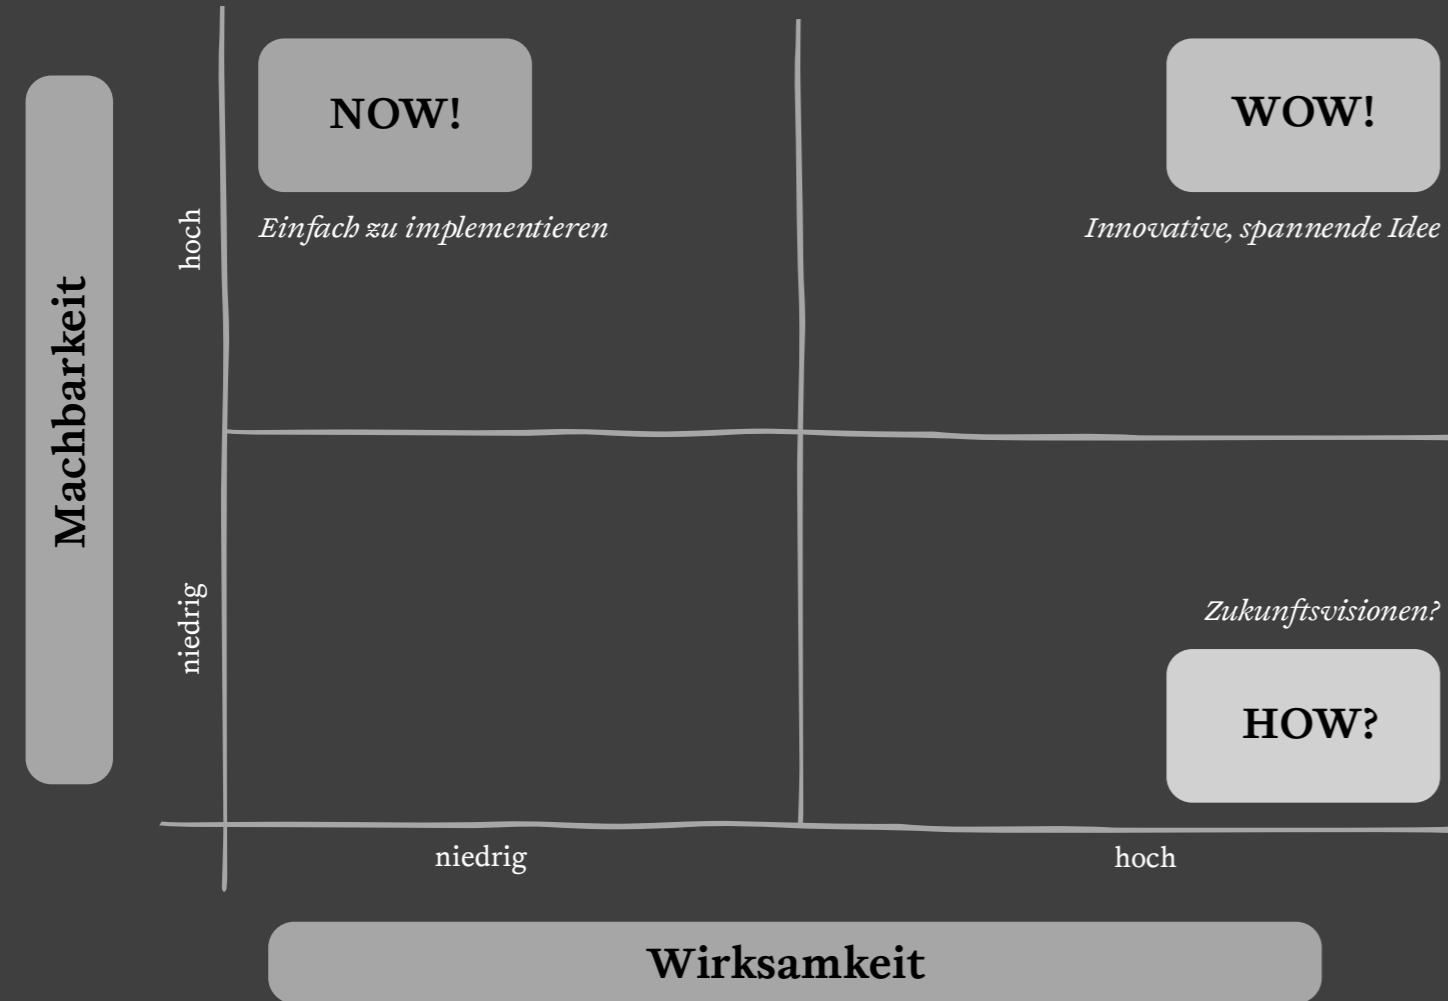 NOW!
WOW!
Einfach zu implementieren
Innovative, spannende Idee
hoch
Machbarkeit
niedrig
Zukunftsvisionen?
HOW?
niedrig
hoch
Wirksamkeit